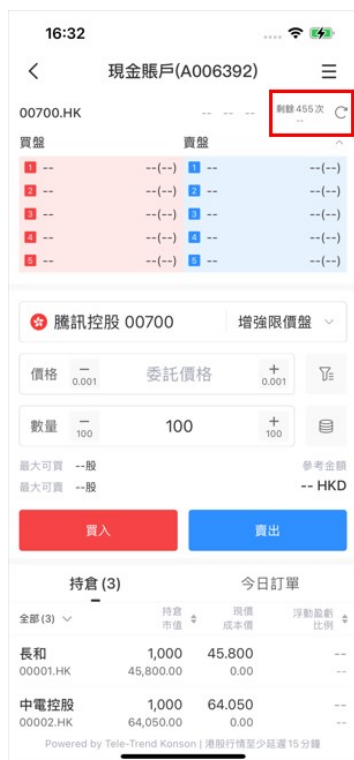 16:32
現金賬戶(A006392)
00700.HK -- -- -- 剩餘455次
--
買盤 賣盤
1 -- --(--) 1 -- --(--)
2 -- --(--) 2 -- --(--)
3 -- --(--) 3 -- --(--)
4 -- --(--) 4 -- --(--)
5 -- --(--) 5 -- --(--)
騰訊控股 00700 增強限價盤
價格 − 0.001 委託價格 + 0.001
數量 − 100 100 + 100
最大可買 --股 參考金額
最大可賣 --股 -- HKD
買入 賣出
持倉 (3) 今日訂單
全部(3) 持倉 現價 浮動盈虧
市值 成本價 比例
長和 1,000 45.800 --
00001.HK 45,800.00 0.00 --
中電控股 1,000 64.050 --
00002.HK 64,050.00 0.00 --
Powered by Tele-Trend Konson | 港股行情至少延遲15分鐘